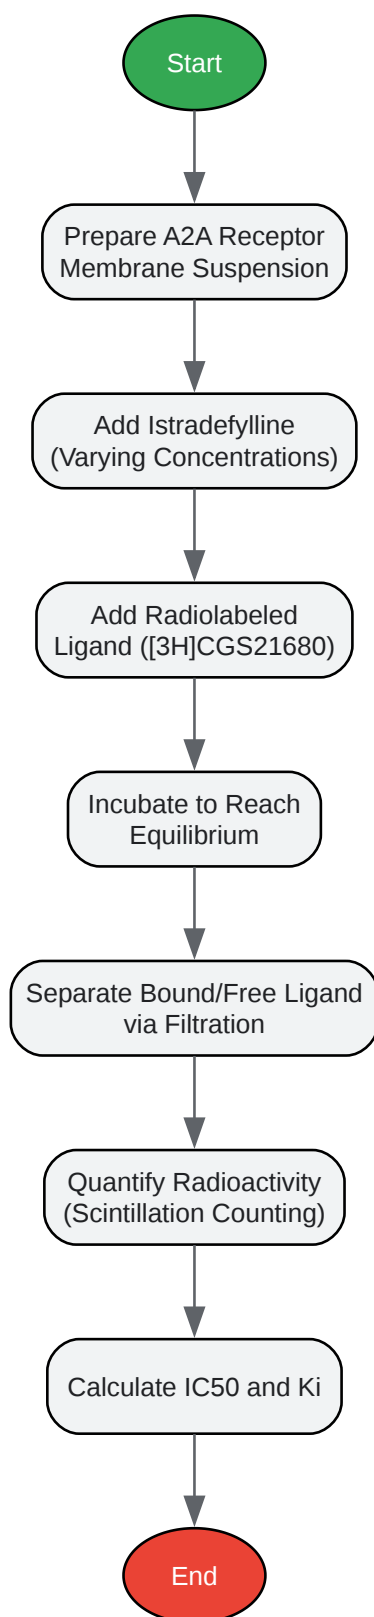 Start
Prepare A2A Receptor
Membrane Suspension
Add Istradefylline
(Varying Concentrations)
Add Radiolabeled
Ligand ([3H]CGS21680)
Incubate to Reach
Equilibrium
Separate Bound/Free Ligand
via Filtration
Quantify Radioactivity
(Scintillation Counting)
Calculate IC50 and Ki
End